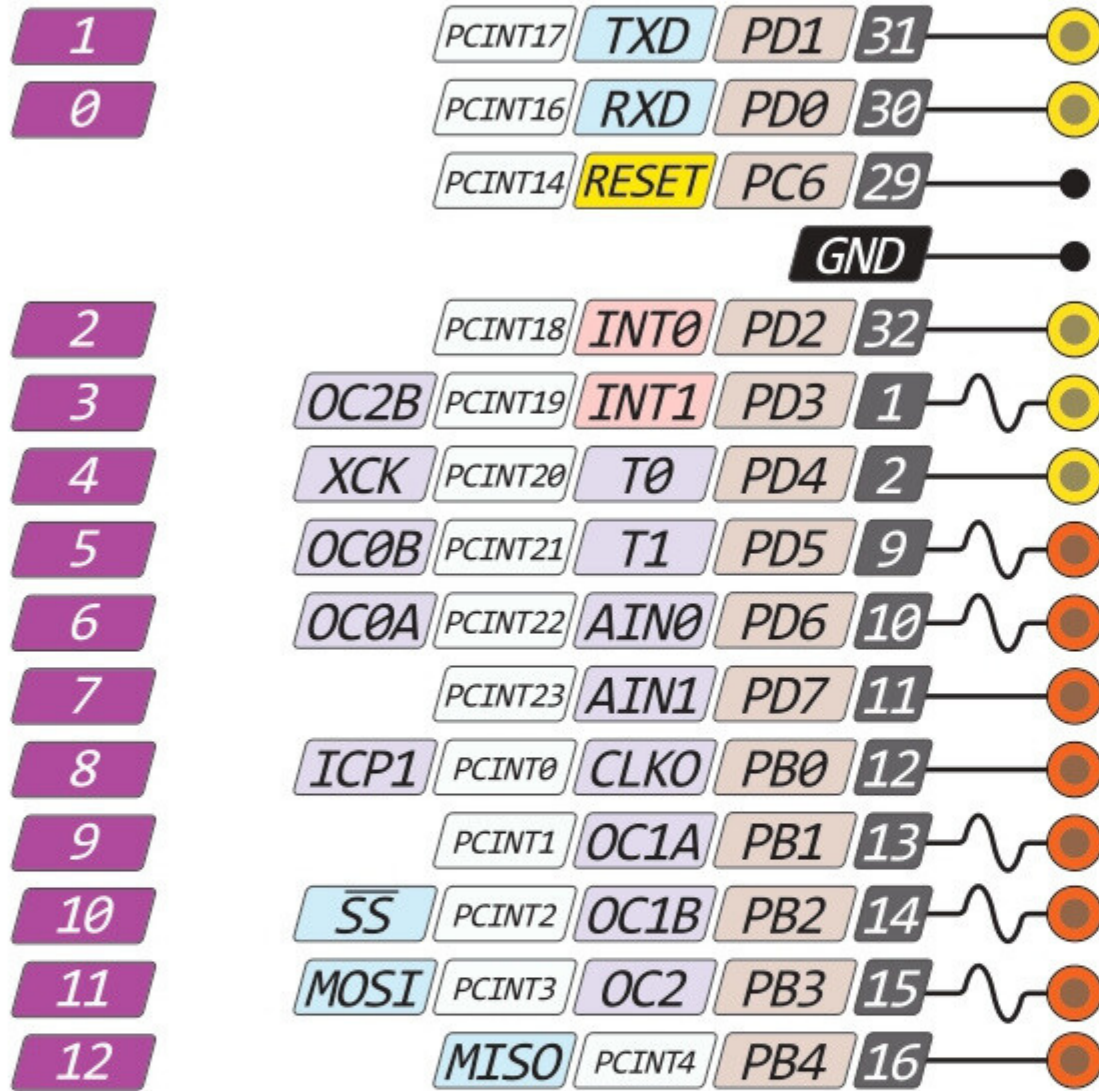 1 PCINT17 TXD PD1 31
0 PCINT16 RXD PD0 30
PCINT14 RESET PC6 29
GND
2 PCINT18 INT0 PD2 32
3 OC2B PCINT19 INT1 PD3 1
4 XCK PCINT20 T0 PD4 2
5 OC0B PCINT21 T1 PD5 9
6 OC0A PCINT22 AIN0 PD6 10
7 PCINT23 AIN1 PD7 11
8 ICP1 PCINT0 CLKO PB0 12
9 PCINT1 OC1A PB1 13
10 S̅S̅ PCINT2 OC1B PB2 14
11 MOSI PCINT3 OC2 PB3 15
12 MISO PCINT4 PB4 16